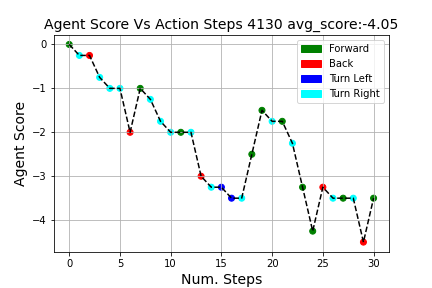 Agent Score Vs Action Steps 4130 avg_score:-4.05
Agent Score
0
−1
−2
−3
−4
Forward
Back
Turn Left
Turn Right
0 5 10 15 20 25 30
Num. Steps